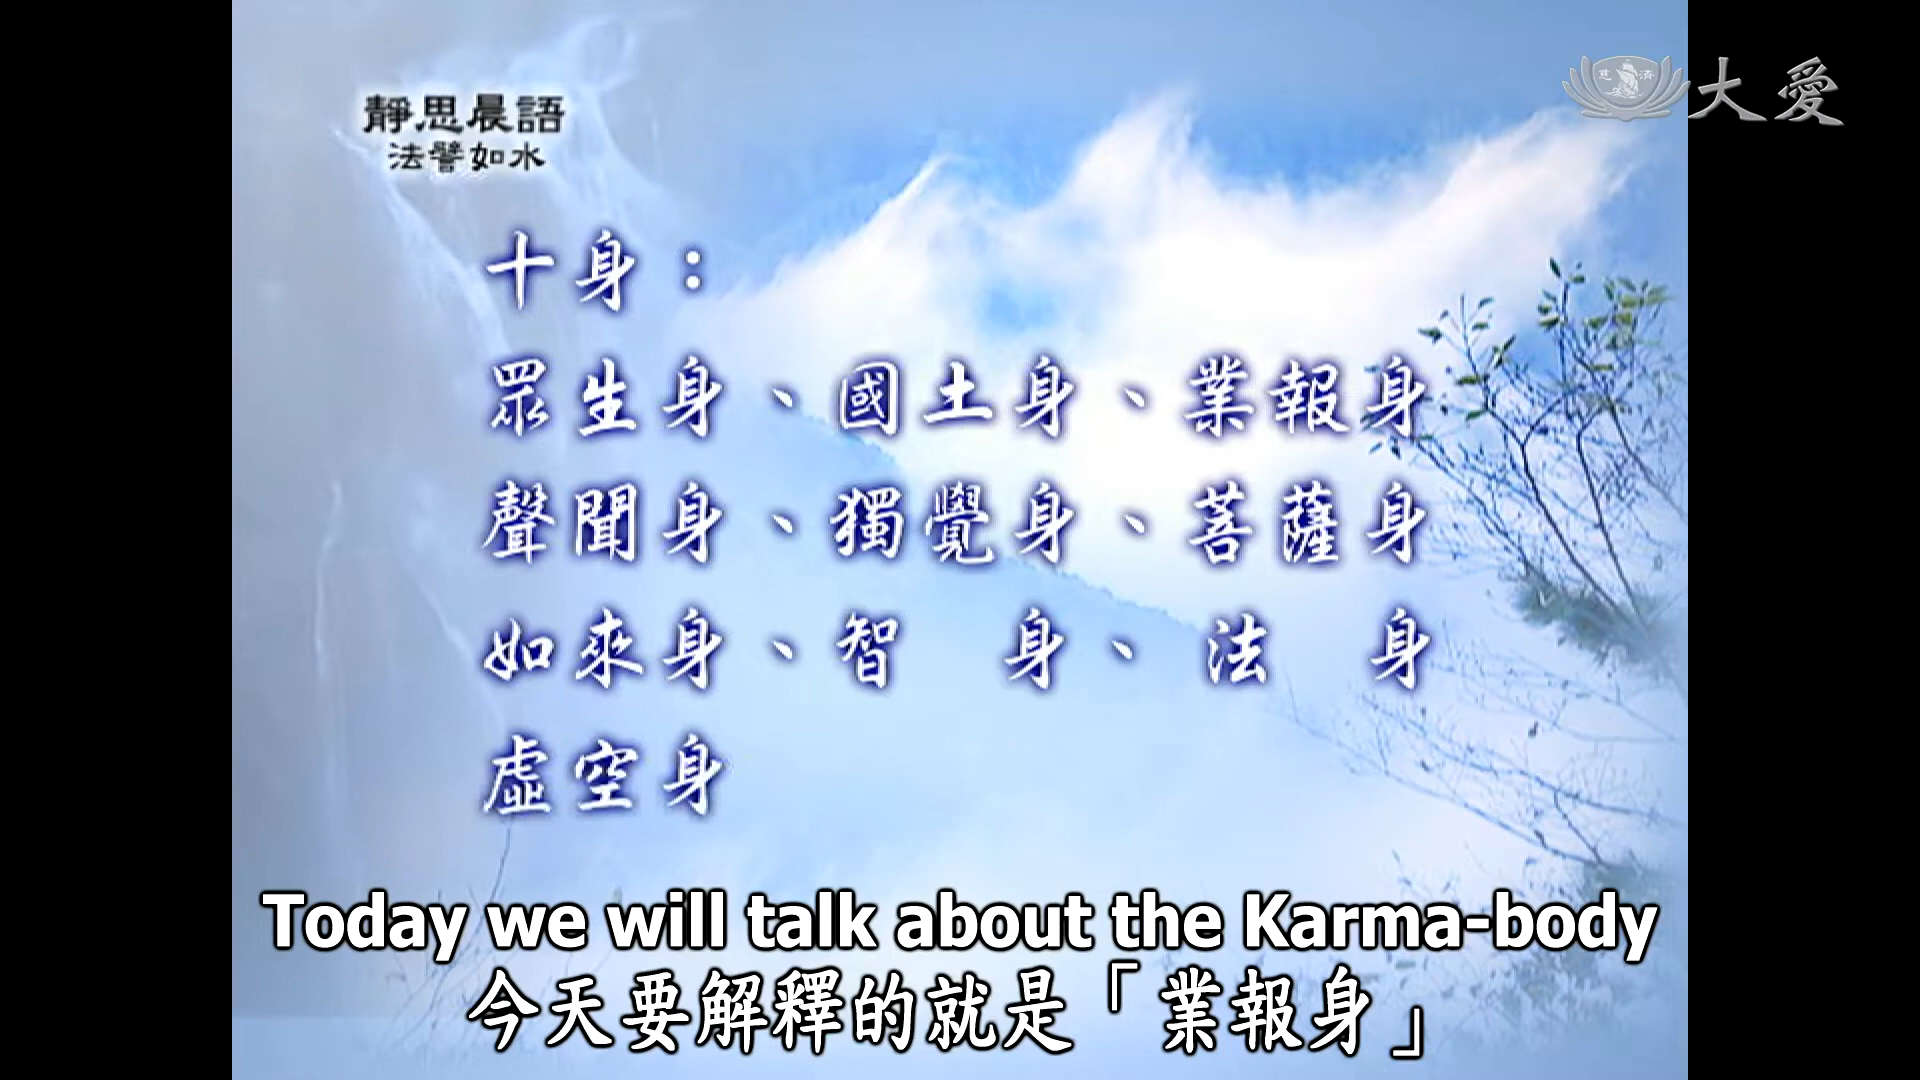 靜思晨語
法譬如水
慈濟
大愛
十身：
眾生身、國土身、業報身
聲聞身、獨覺身、菩薩身
如來身、智 身、法 身
虛空身
Today we will talk about the Karma-body
今天要解釋的就是「業報身」